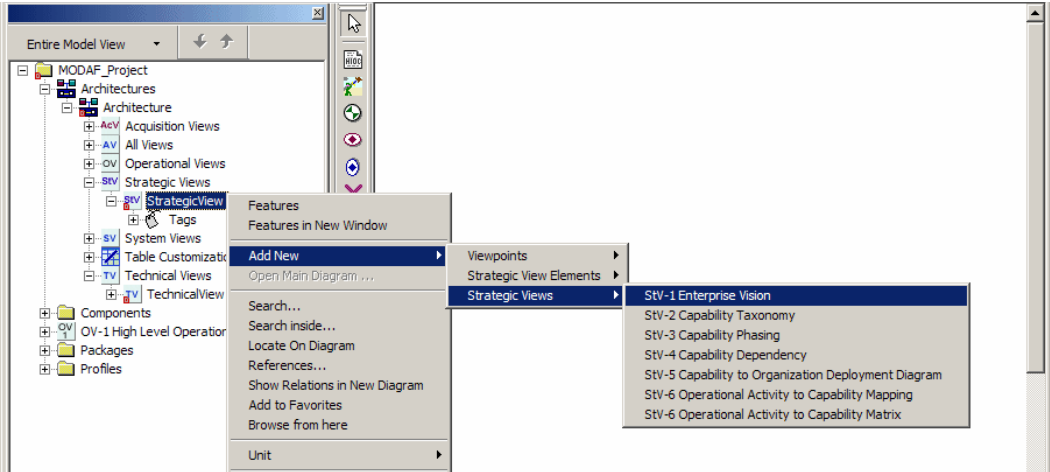 Entire Model View
MODAF_Project
Architectures
Architecture
AcV Acquisition Views
AV All Views
OV Operational Views
StV Strategic Views
StV StrategicView
Tags
SV System Views
Table Customizatio
TV Technical Views
TV TechnicalView
Components
OV 1 OV-1 High Level Operation
Packages
Profiles
Features
Features in New Window
Add New
Open Main Diagram ...
Search...
Search inside...
Locate On Diagram
References...
Show Relations in New Diagram
Add to Favorites
Browse from here
Unit
Viewpoints
Strategic View Elements
Strategic Views
StV-1 Enterprise Vision
StV-2 Capability Taxonomy
StV-3 Capability Phasing
StV-4 Capability Dependency
StV-5 Capability to Organization Deployment Diagram
StV-6 Operational Activity to Capability Mapping
StV-6 Operational Activity to Capability Matrix